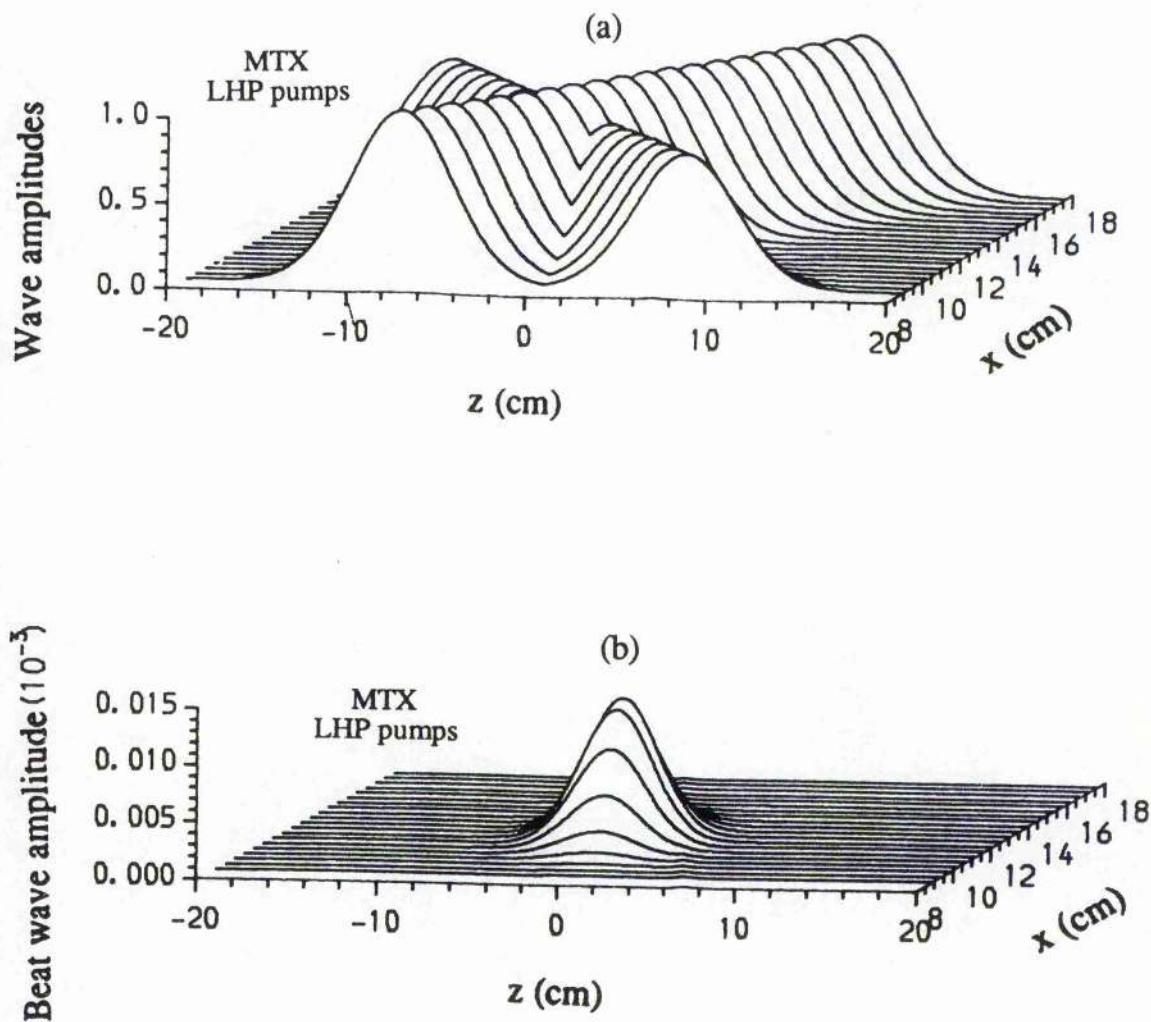 (a)
MTX
LHP pumps
Wave amplitudes
1.0
0.5
0.0
-20
-10
0
10
20
8
10
12
14
16
18
x (cm)
z (cm)
(b)
MTX
LHP pumps
Beat wave amplitude (10⁻³)
0.015
0.010
0.005
0.000
-20
-10
0
10
20
8
10
12
14
16
18
x (cm)
z (cm)